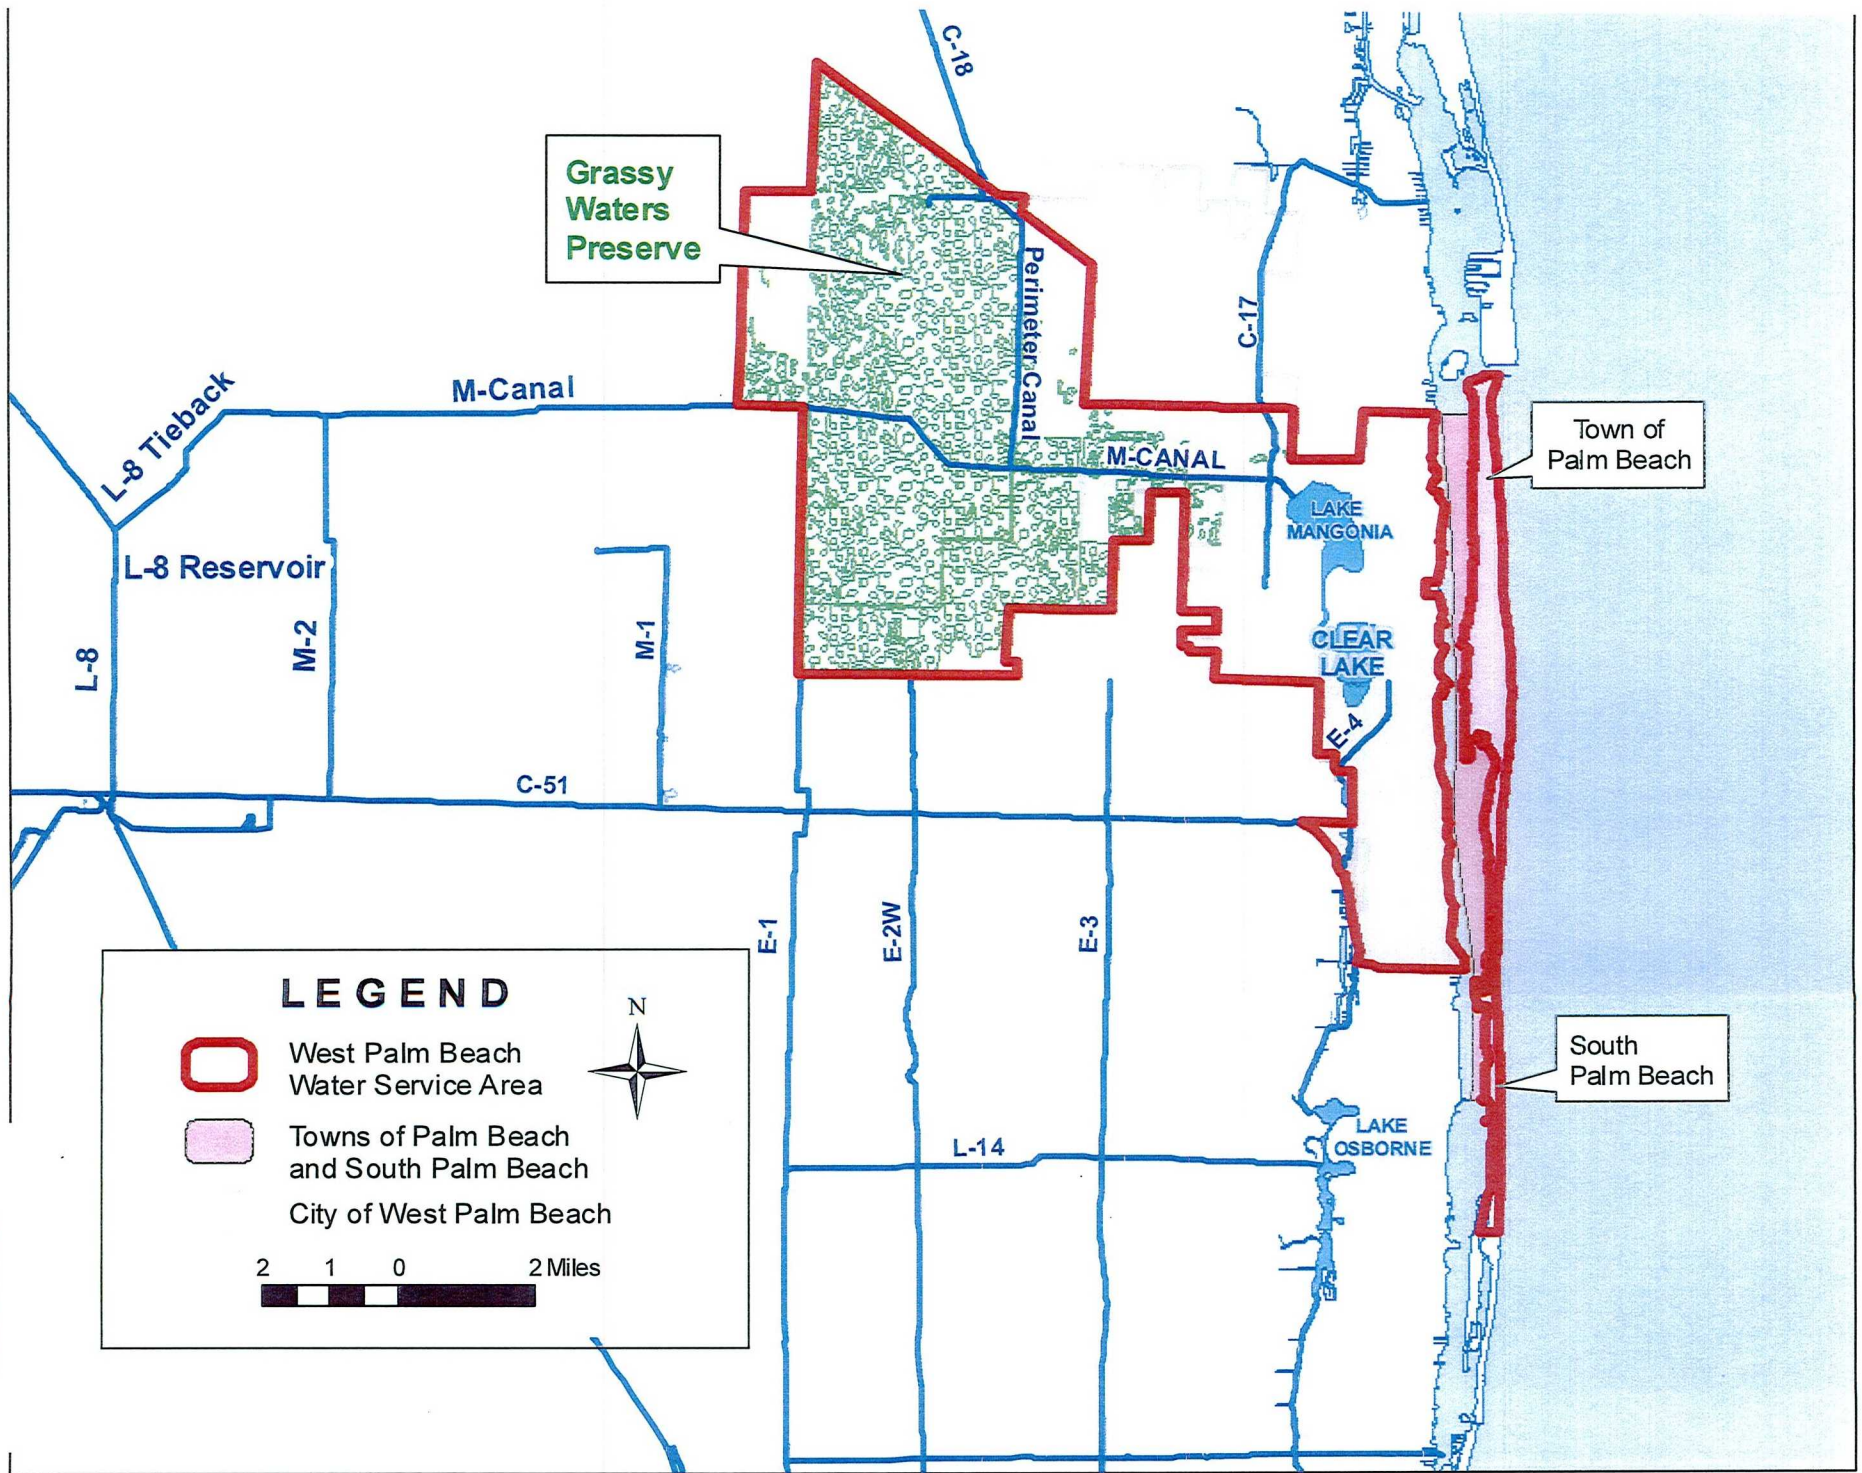 C-18
Grassy
Waters
Preserve
Perimeter Canal
C-17
M-Canal
L-8 Tieback
Town of
Palm Beach
M-CANAL
LAKE
MANGONIA
L-8 Reservoir
L-8
M-2
M-1
CLEAR
LAKE
E-4
C-51
E-1
E-2W
E-3
LEGEND
N
West Palm Beach
Water Service Area
Towns of Palm Beach
and South Palm Beach
City of West Palm Beach
2 1 0 2 Miles
South
Palm Beach
LAKE
OSBORNE
L-14